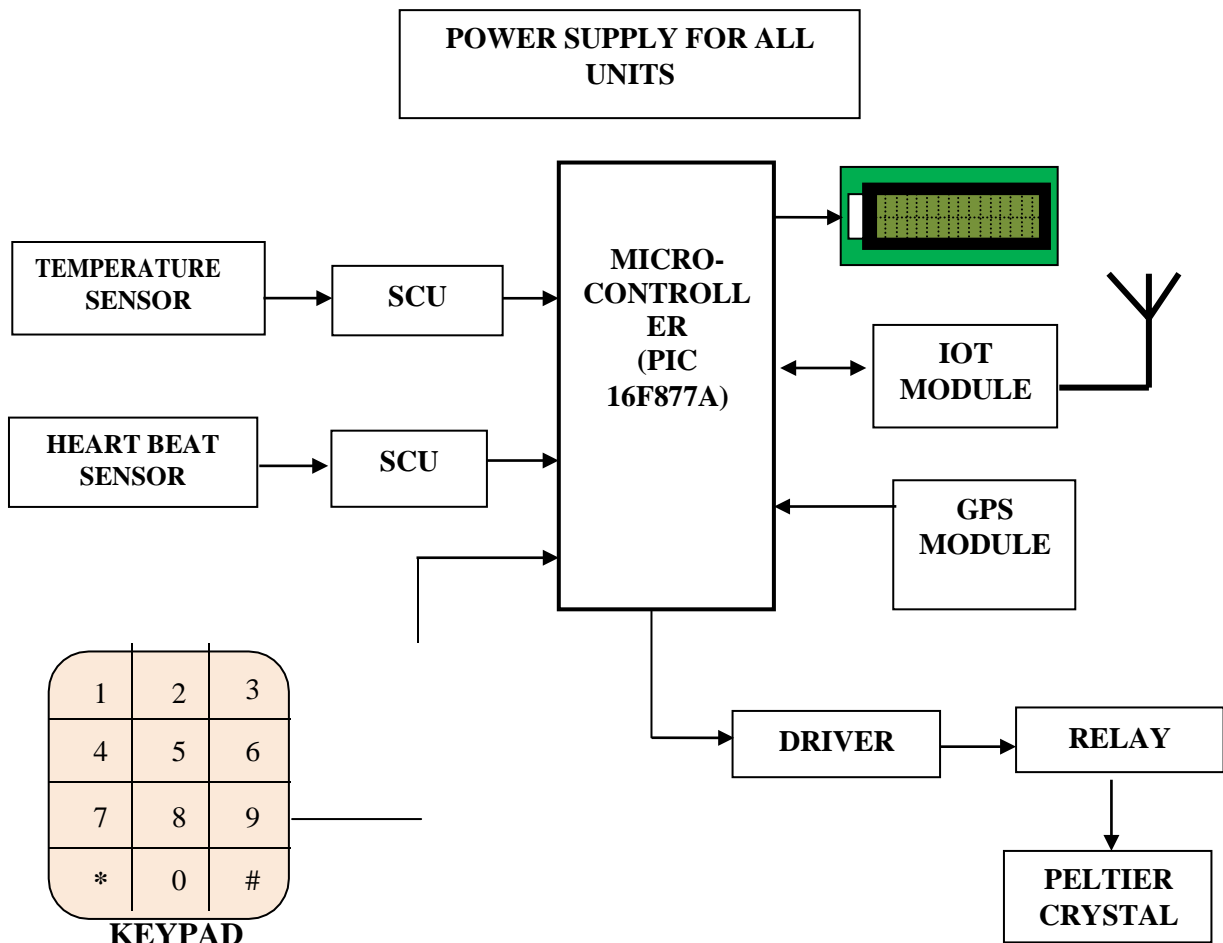 POWER SUPPLY FOR ALL
UNITS
TEMPERATURE
SENSOR
SCU
MICRO-
CONTROLL
ER
(PIC
16F877A)
IOT
MODULE
HEART BEAT
SENSOR
SCU
GPS
MODULE
1 2 3
4 5 6
7 8 9
* 0 #
KEYPAD
DRIVER
RELAY
PELTIER
CRYSTAL